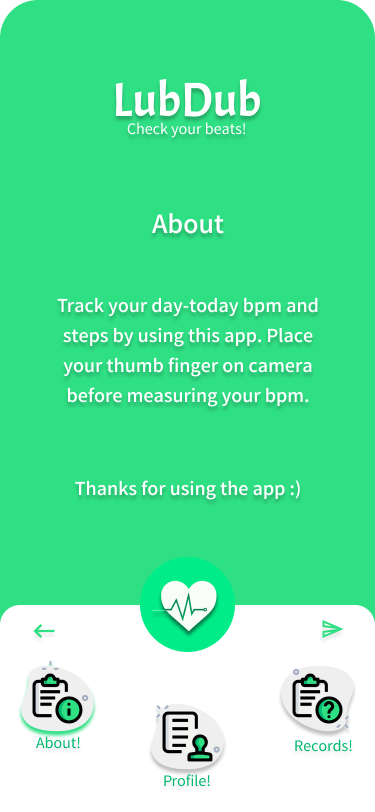 LubDub
Check your beats!
About
Track your day-today bpm and
steps by using this app. Place
your thumb finger on camera
before measuring your bpm.
Thanks for using the app :)
About!
Profile!
Records!